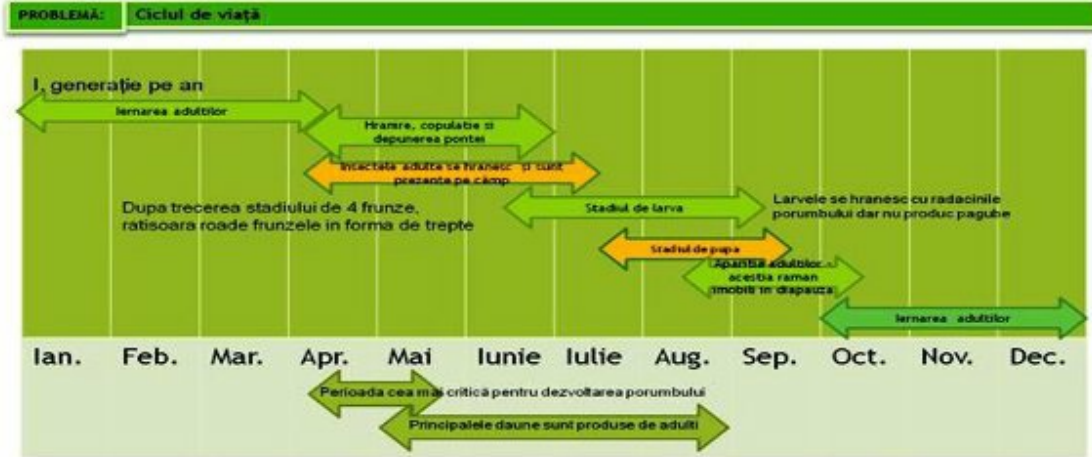 PROBLEMĂ:
Ciclul de viață
I, generație pe an
Iernarea adultilor
Hranire, copulatie si
depunerea pontei
Insectele adulte se hranesc și sunt
prezente pe câmp
Dupa trecerea stadiului de 4 frunze,
ratisoara roade frunzele in forma de trepte
Stadiul de larva
Larvele se hranesc cu radacinile
porumbului dar nu produc pagube
Stadiul de pupa
Aparitia adultilor -
acestia raman
imobili in diapauza
Iernarea adultilor
Ian. Feb. Mar. Apr. Mai Iunie Iulie Aug. Sep. Oct. Nov. Dec.
Perioada cea mai critică pentru dezvoltarea porumbului
Principalele daune sunt produse de adulti